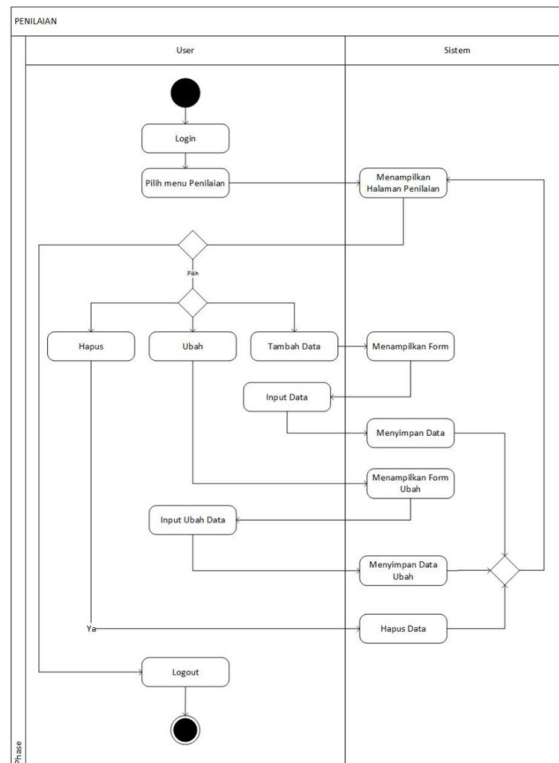 PENILAIAN
User
Sistem
Login
Pilih menu Penilaian
Menampilkan
Halaman Penilaian
Pilih
Hapus
Ubah
Tambah Data
Menampilkan Form
Input Data
Menyimpan Data
Menampilkan Form
Ubah
Input Ubah Data
Menyimpan Data
Ubah
Ya
Hapus Data
Logout
Phase